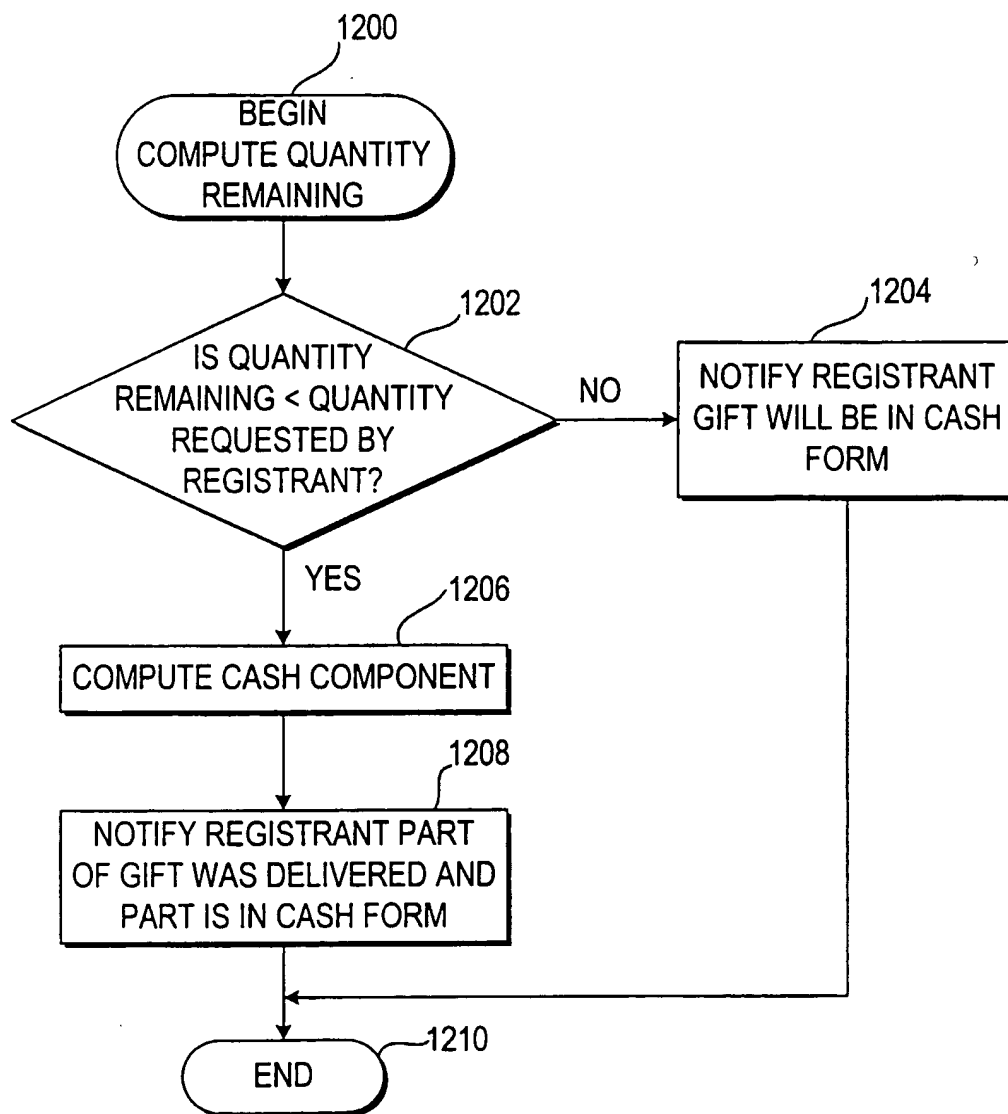 1200
BEGIN
COMPUTE QUANTITY
REMAINING
1202
IS QUANTITY
REMAINING < QUANTITY
REQUESTED BY
REGISTRANT?
NO
1204
NOTIFY REGISTRANT
GIFT WILL BE IN CASH
FORM
YES
1206
COMPUTE CASH COMPONENT
1208
NOTIFY REGISTRANT PART
OF GIFT WAS DELIVERED AND
PART IS IN CASH FORM
1210
END